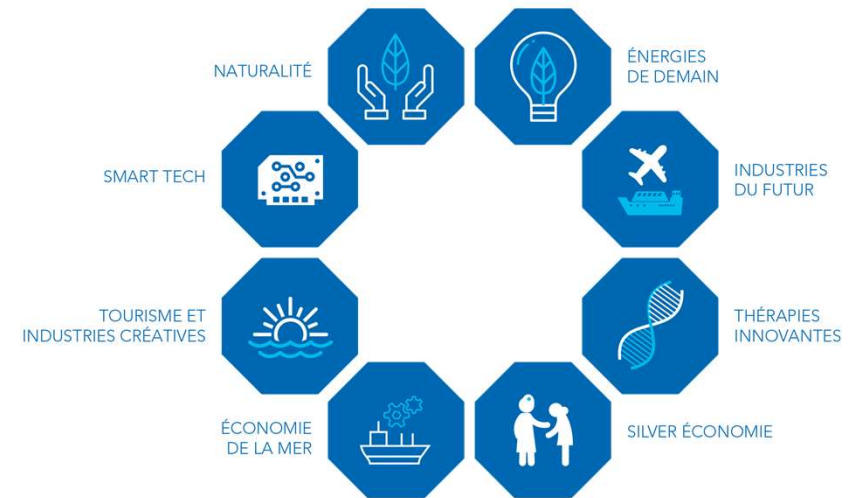 NATURALITÉ
ÉNERGIES
DE DEMAIN
SMART TECH
INDUSTRIES
DU FUTUR
TOURISME ET
INDUSTRIES CRÉATIVES
THÉRAPIES
INNOVANTES
ÉCONOMIE
DE LA MER
SILVER ÉCONOMIE